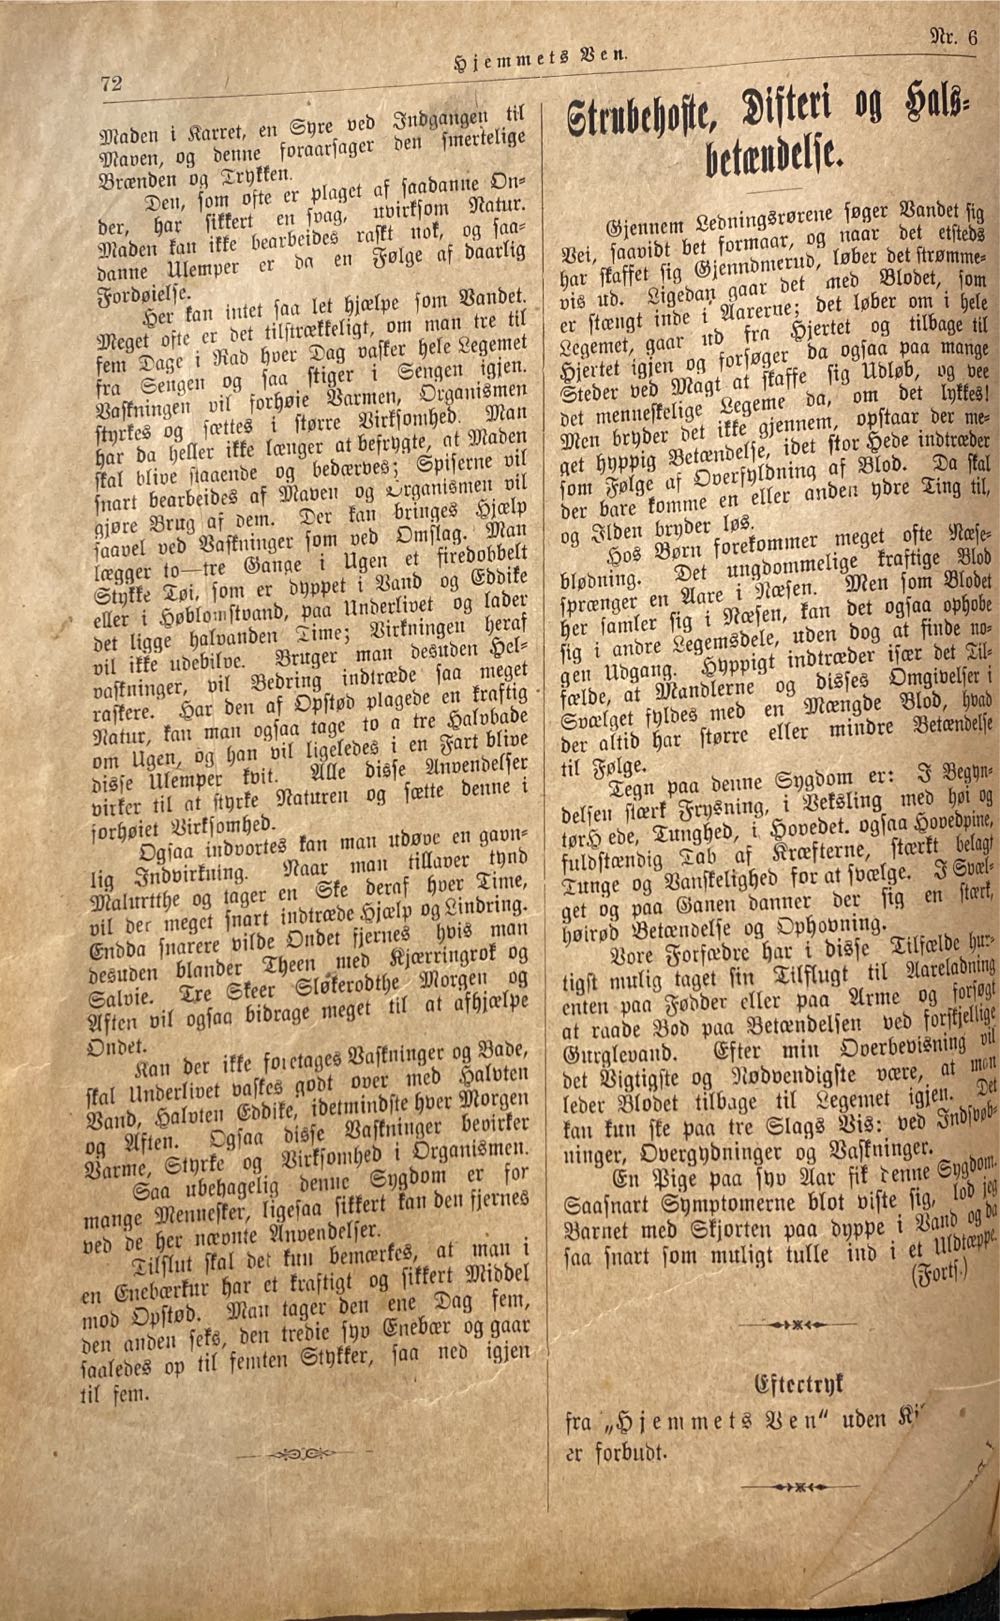 72
Hjemmets Ven.
Nr. 6
Maden i Karret, en Syre ved Indgangen til
Maven, og denne foraarsager den smertelige
Brænden og Trykken.
Den, som ofte er plaget af saadanne On-
der, har sikkert en svag, uvirksom Natur.
Maden kan ikke bearbeides raskt nok, og saa-
danne Ulemper er da en Følge af daarlig
Fordøielse.
Her kan intet saa let hjælpe som Vandet.
Meget ofte er det tilstrækkeligt, om man tre til
fem Dage i Rad hver Dag vasker hele Legemet
fra Sengen og saa stiger i Sengen igjen.
Vaskningen vil forhøie Varmen, Organismen
styrkes og sættes i større Virksomhed. Man
har da heller ikke længer at befrygte, at Maden
skal blive staaende og bedærves; Spiserne vil
snart bearbeides af Maven og Organismen vil
gjøre Brug af dem. Der kan bringes Hjælp
saavel ved Vaskninger som ved Omslag. Man
lægger to—tre Gange i Ugen et firedobbelt
Stykke Tøi, som er dyppet i Vand og Eddike
eller i Høblomstvand, paa Underlivet og lader
det ligge halvanden Time; Virkningen heraf
vil ikke udebilve. Bruger man desuden Hel-
vaskninger, vil Bedring indtræde saa meget
raskere. Har den af Opstød plagede en kraftig
Natur, kan man ogsaa tage to a tre Halvbade
om Ugen, og han vil ligeledes i en Fart blive
disse Ulemper kvit. Alle disse Anvendelser
virker til at styrke Naturen og sætte denne i
forhøiet Virksomhed.
Ogsaa indvortes kan man udøve en gavn-
lig Indvirkning. Naar man tillaver tynd
Malurtthe og tager en Ske deraf hver Time,
vil der meget snart indtræde Hjælp og Lindring.
Endda snarere vilde Ondet fjernes hvis man
desuden blander Theen med Kjærringrok og
Salvie. Tre Skeer Sløkerodthe Morgen og
Aften vil ogsaa bidrage meget til at afhjælpe
Ondet.
Kan der ikke foretages Vaskninger og Bade,
skal Underlivet vaskes godt over med Halvten
Vand, Halvten Eddike, idetmindste hver Morgen
og Aften. Ogsaa disse Vaskninger bevirker
Varme, Styrke og Virksomhed i Organismen.
Saa ubehagelig denne Sygdom er for
mange Mennesker, ligesaa sikkert kan den fjernes
ved de her nævnte Anvendelser.
Tilslut skal det kun bemærkes, at man i
en Enebærkur har et kraftigt og sikkert Middel
mod Opstød. Man tager den ene Dag fem,
den anden seks, den tredie syv Enebær og gaar
saaledes op til femten Stykker, saa ned igjen
til fem.
Strubehoste, Difteri og Hals-
betændelse.
Gjennem Ledningsrørene søger Vandet sig
Vei, saavidt bet formaar, og naar det etsteds
har skaffet sig Gjenndmerud, løber det strømme-
vis ud. Ligedan gaar det med Blodet, som
er stængt inde i Aarerne; det løber om i hele
Legemet, gaar ud fra Hjertet og tilbage til
Hjertet igjen og forsøger da ogsaa paa mange
Steder ved Magt at skaffe sig Udløb, og vee
det menneskelige Legeme da, om det lykkes!
Men bryder det ikke gjennem, opstaar der me-
get hyppig Betændelse, idet stor Hede indtræder
som Følge af Overfyldning af Blod. Da skal
der bare komme en eller anden ydre Ting til,
og Ilden bryder løs.
Hos Børn forekommer meget ofte Næse-
blødning. Det ungdommelige kraftige Blod
sprænger en Aare i Næsen. Men som Blodet
her samler sig i Næsen, kan det ogsaa ophobe
sig i andre Legemsdele, uden dog at finde no-
gen Udgang. Hyppigt indtræder især det Til-
fælde, at Mandlerne og disses Omgivelser i
Svælget fyldes med en Mængde Blod, hvad
der altid har større eller mindre Betændelse
til Følge.
Tegn paa denne Sygdom er: I Begyn-
delsen stærk Frysning, i Veksling med høi og
tørH ede, Tunghed, i Hovedet. ogsaa Hovedpine,
fuldstændig Tab af Kræfterne, stærkt belagt
Tunge og Vanskelighed for at svælge. I Svæl-
get og paa Ganen danner der sig en stærk,
høirød Betændelse og Ophovning.
Vore Forfædre har i disse Tilfælde hur-
tigst mulig taget sin Tilflugt til Aareladning
enten paa Fødder eller paa Arme og forsøgt
at raade Bod paa Betændelsen ved forskjellige
Gurglevand. Efter min Overbevisning vil
det Vigtigste og Nødvendigste være, at man
leder Blodet tilbage til Legemet igjen. Det
kan kun ske paa tre Slags Vis: ved Indsvøb-
ninger, Overgydninger og Vaskninger.
En Pige paa syv Aar fik denne Sygdom.
Saasnart Symptomerne blot viste sig, lod jeg
Barnet med Skjorten paa dyppe i Vand og da
saa snart som muligt tulle ind i et Uldtæppe.
(Forts.)
Eftertryk
fra „Hjemmets Ven" uden
er forbudt.